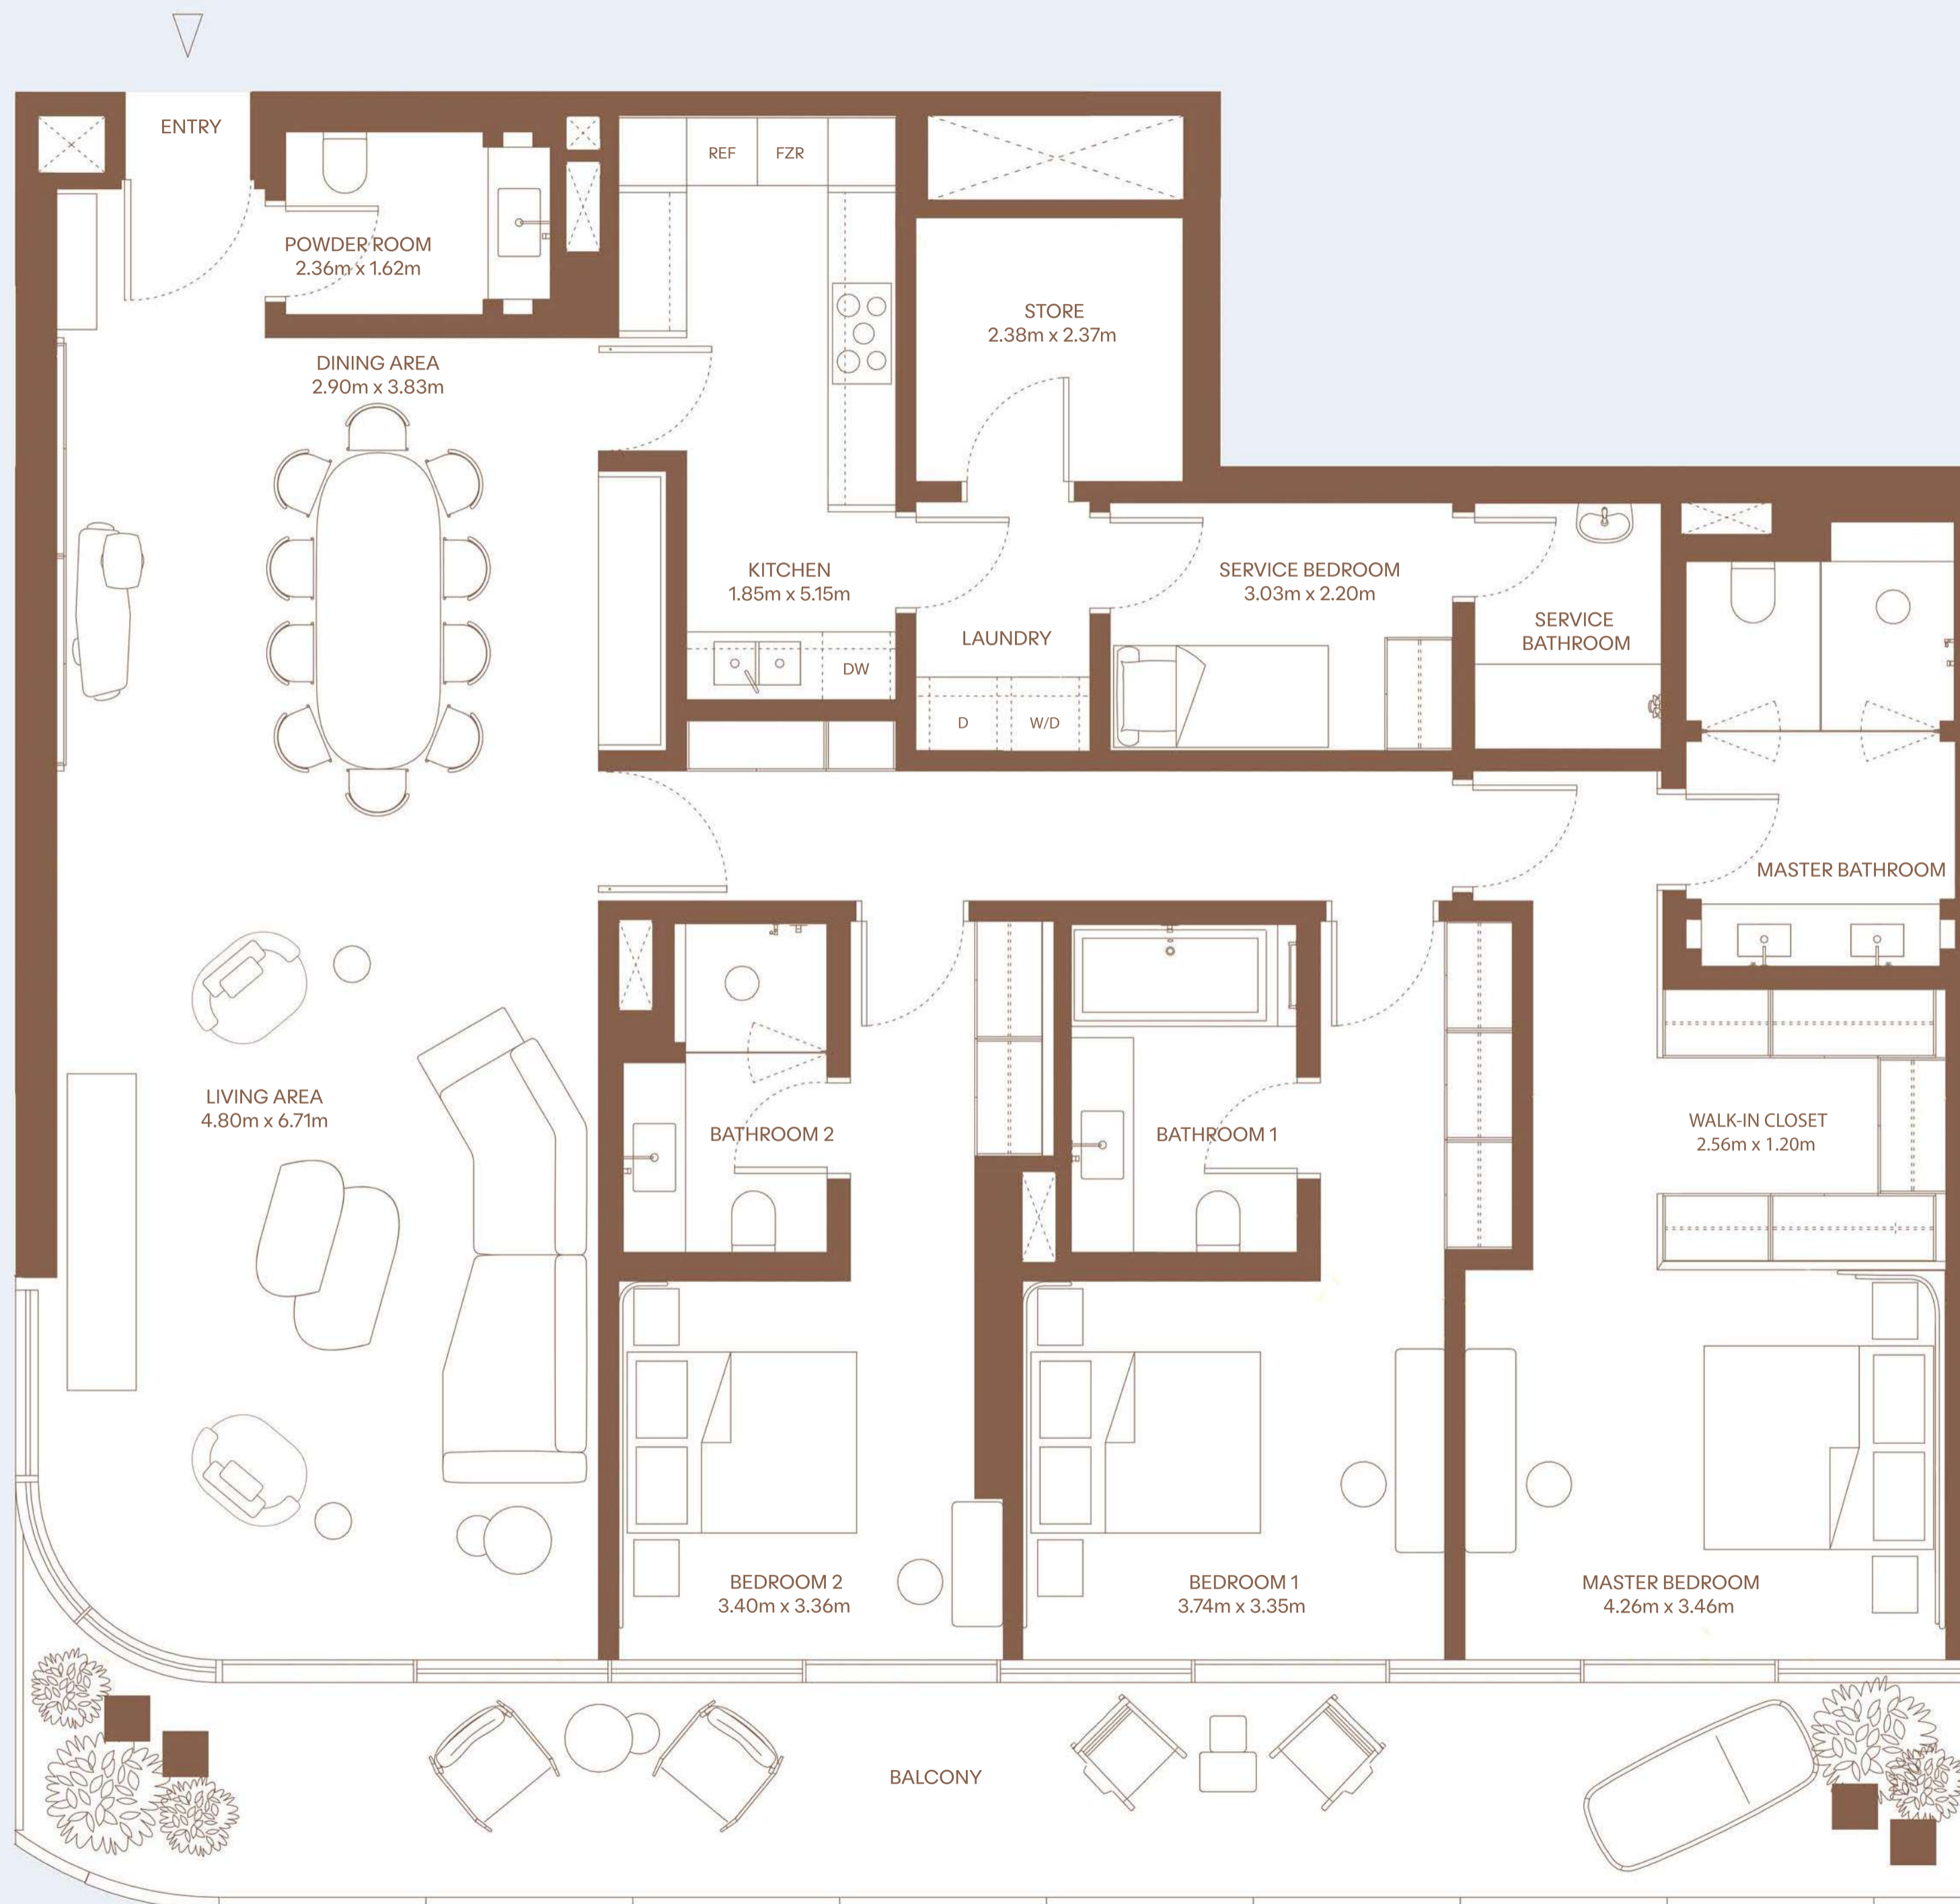 ENTRY
REF
FZR
POWDER ROOM
2.36m x 1.62m
STORE
2.38m x 2.37m
DINING AREA
2.90m x 3.83m
KITCHEN
1.85m x 5.15m
SERVICE BEDROOM
3.03m x 2.20m
SERVICE
BATHROOM
LAUNDRY
DW
D
W/D
MASTER BATHROOM
LIVING AREA
4.80m x 6.71m
BATHROOM 2
BATHROOM 1
WALK-IN CLOSET
2.56m x 1.20m
BEDROOM 2
3.40m x 3.36m
BEDROOM 1
3.74m x 3.35m
MASTER BEDROOM
4.26m x 3.46m
BALCONY